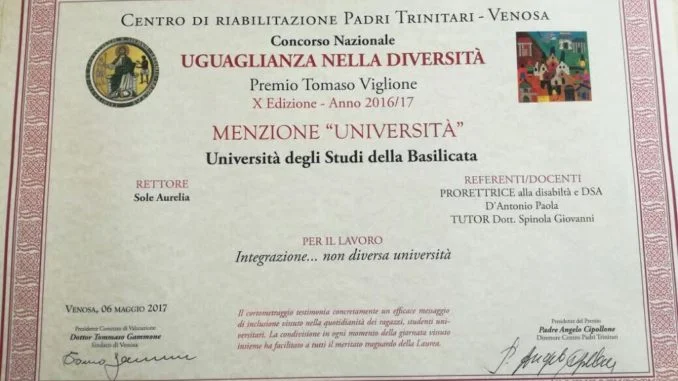 Centro di riabilitazione Padri Trinitari - Venosa
Concorso Nazionale
UGUAGLIANZA NELLA DIVERSITÀ
Premio Tomaso Viglione
X Edizione - Anno 2016/17
MENZIONE “UNIVERSITÀ”
Università degli Studi della Basilicata
RETTORE
Sole Aurelia
REFERENTI/DOCENTI
PRORETTRICE alla disabiltà e DSA
D'Antonio Paola
TUTOR Dott. Spinola Giovanni
PER IL LAVORO
Integrazione... non diversa università
Venosa, 06 maggio 2017
Presidente Comitato di Valutazione
Dottor Tommaso Gammone
Sindaco di Venosa
Il cortometraggio testimonia concretamente un efficace messaggio
di inclusione vissuto nella quotidianità dei ragazzi, studenti uni-
versitari. La condivisione in ogni momento della giornata vissuto
insieme ha facilitato a tutti il meritato traguardo della Laurea.
Presidente del Premio
Padre Angelo Cipollone
Direttore Centro Padri Trinitari
P. Angelo Cipollone